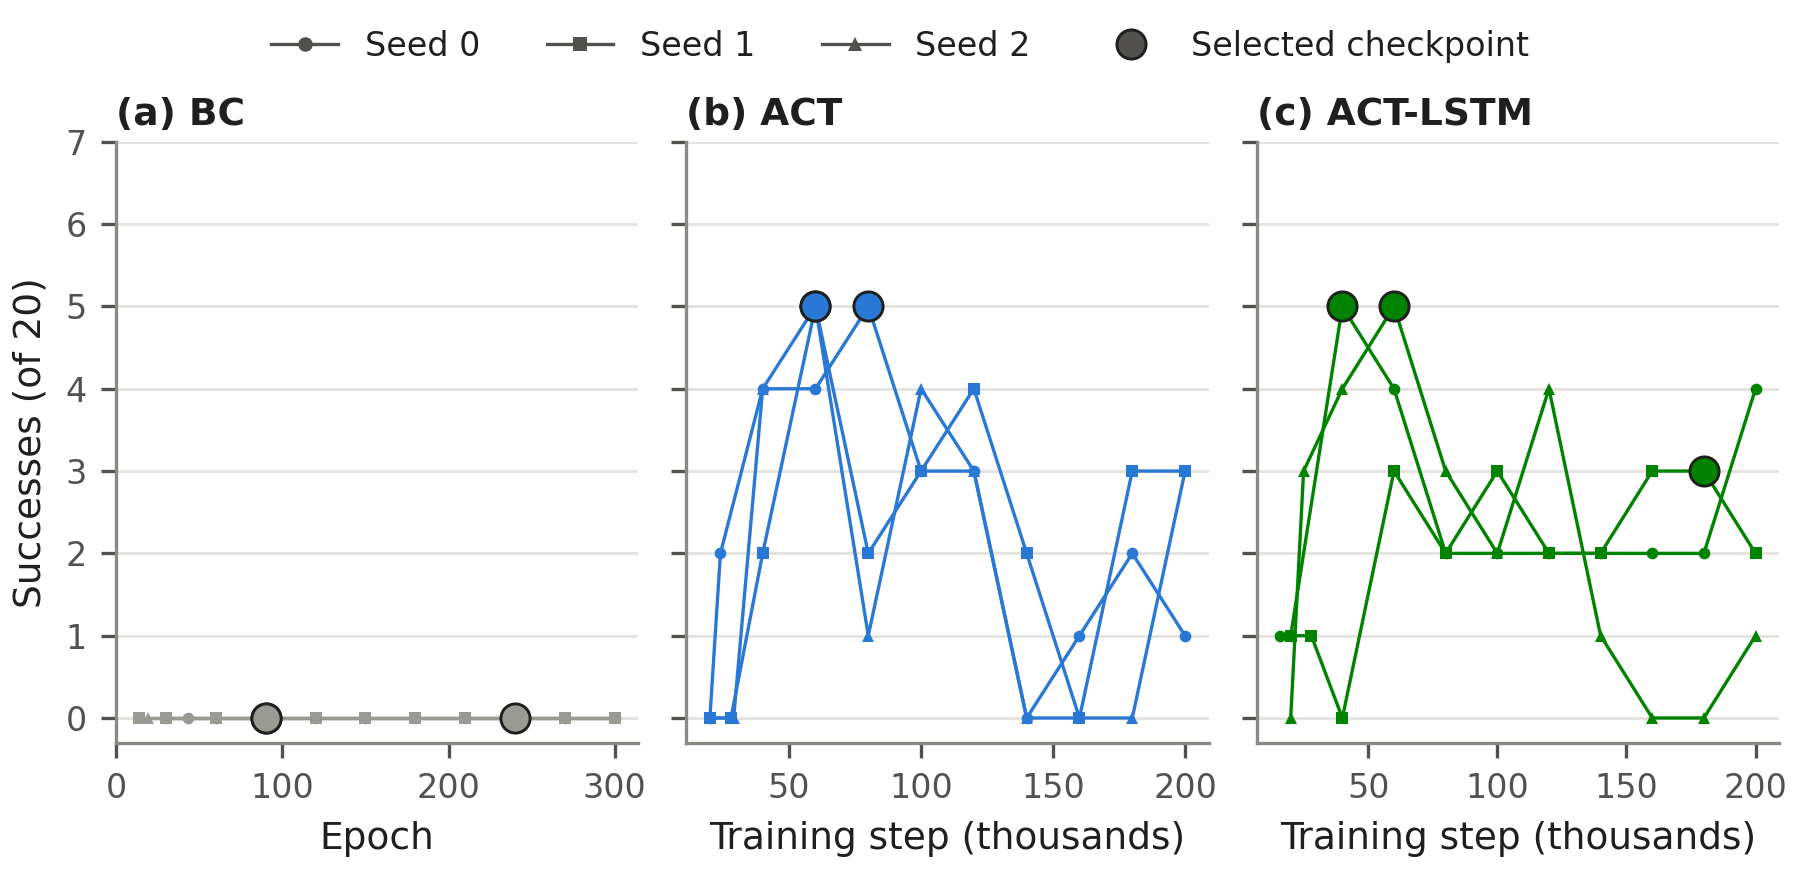 Seed 0 Seed 1 Seed 2 Selected checkpoint
(a) BC (b) ACT (c) ACT-LSTM
7
6
5
4
3
2
1
0
Successes (of 20)
0 100 200 300 50 100 150 200 50 100 150 200
Epoch Training step (thousands) Training step (thousands)